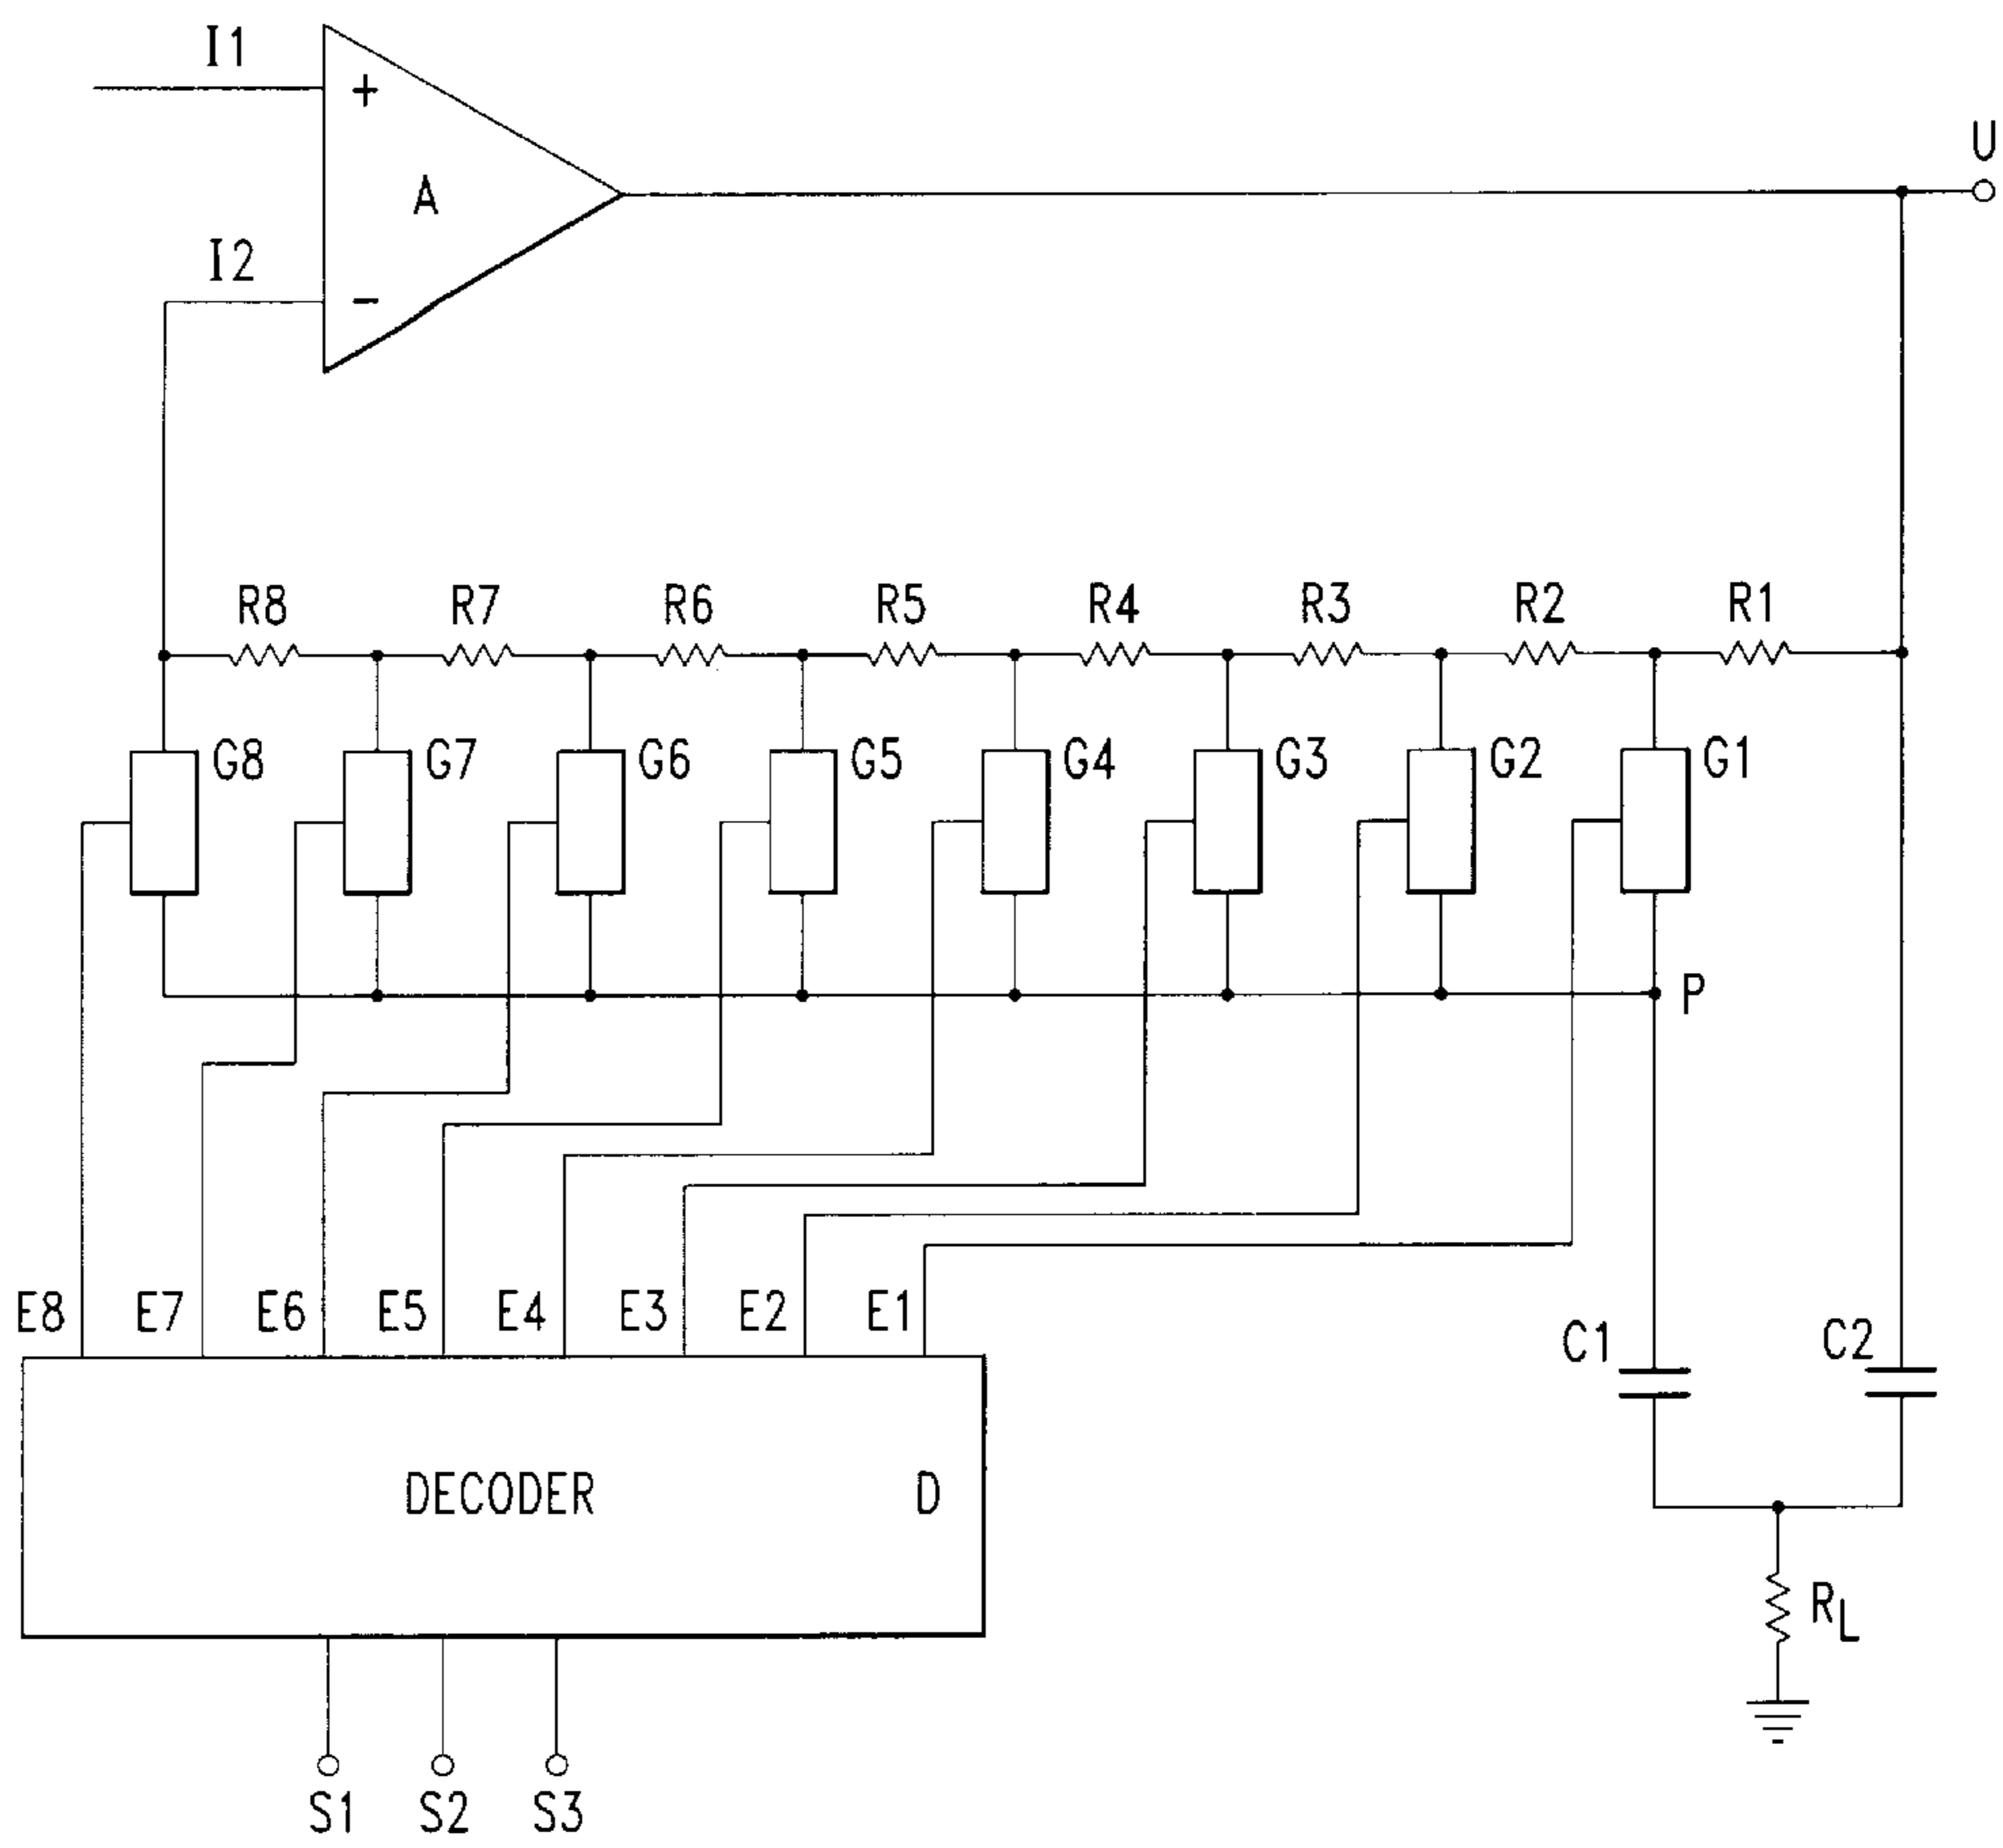 I1
+
A
U
I2
−
R8 R7 R6 R5 R4 R3 R2 R1
G8 G7 G6 G5 G4 G3 G2 G1
P
E8 E7 E6 E5 E4 E3 E2 E1
C1 C2
DECODER D
RL
S1 S2 S3